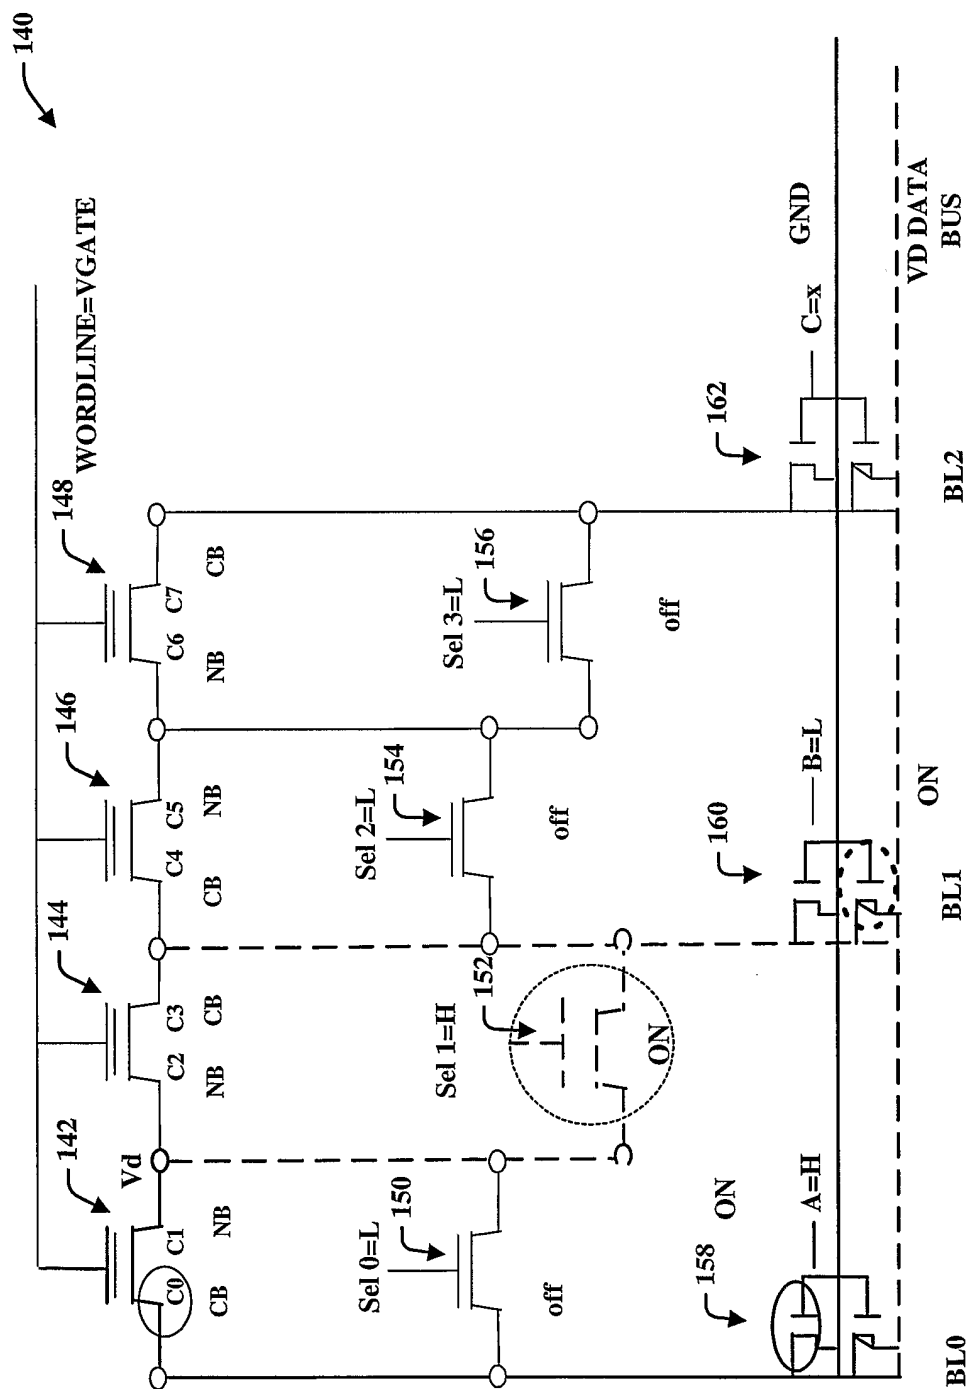 140
WORDLINE=VGATE
142
144
146
148
Vd
C0 C1
C2 C3
C4 C5
C6 C7
CB NB
NB CB
CB NB
NB CB
Sel 0=L
150
off
Sel 1=H
152
ON
Sel 2=L
154
off
Sel 3=L
156
off
158
ON
A=H
160
B=L
162
C=x
GND
ON
VD DATA
BUS
BL0
BL1
BL2